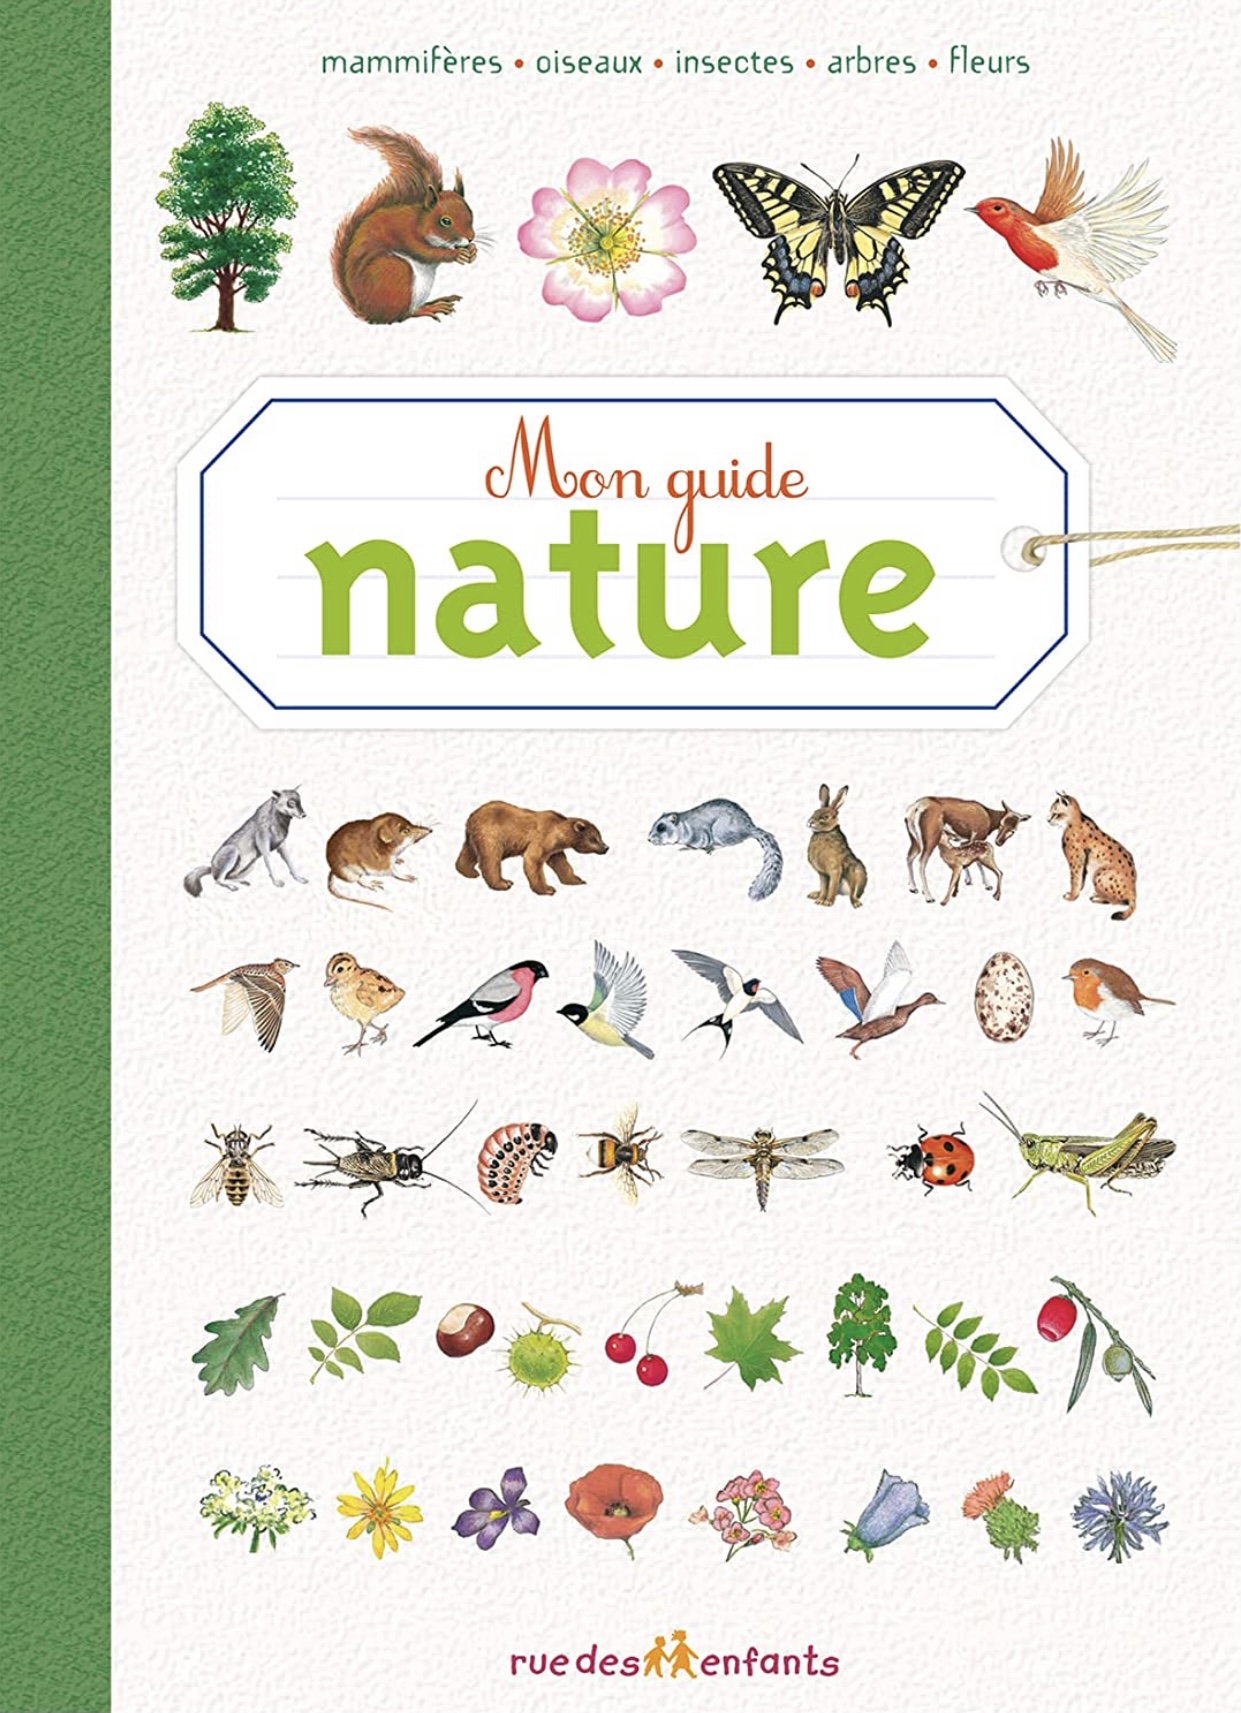 mammifères • oiseaux • insectes • arbres • fleurs
Mon guide
nature
rue des enfants